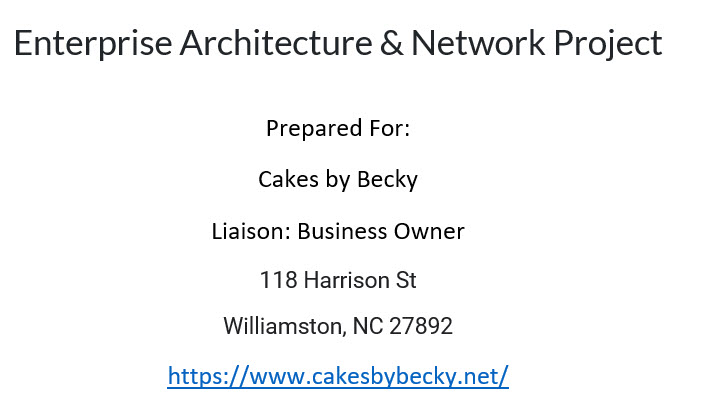 Enterprise Architecture & Network Project
Prepared For:
Cakes by Becky
Liaison: Business Owner
118 Harrison St
Williamston, NC 27892
https://www.cakesbybecky.net/